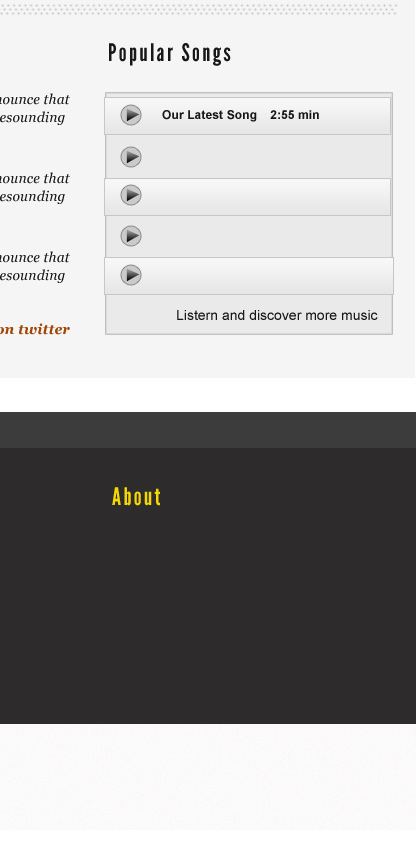 Popular Songs
nounce that
esounding
Our Latest Song 2:55 min
nounce that
esounding
nounce that
esounding
on twitter
Listern and discover more music
About